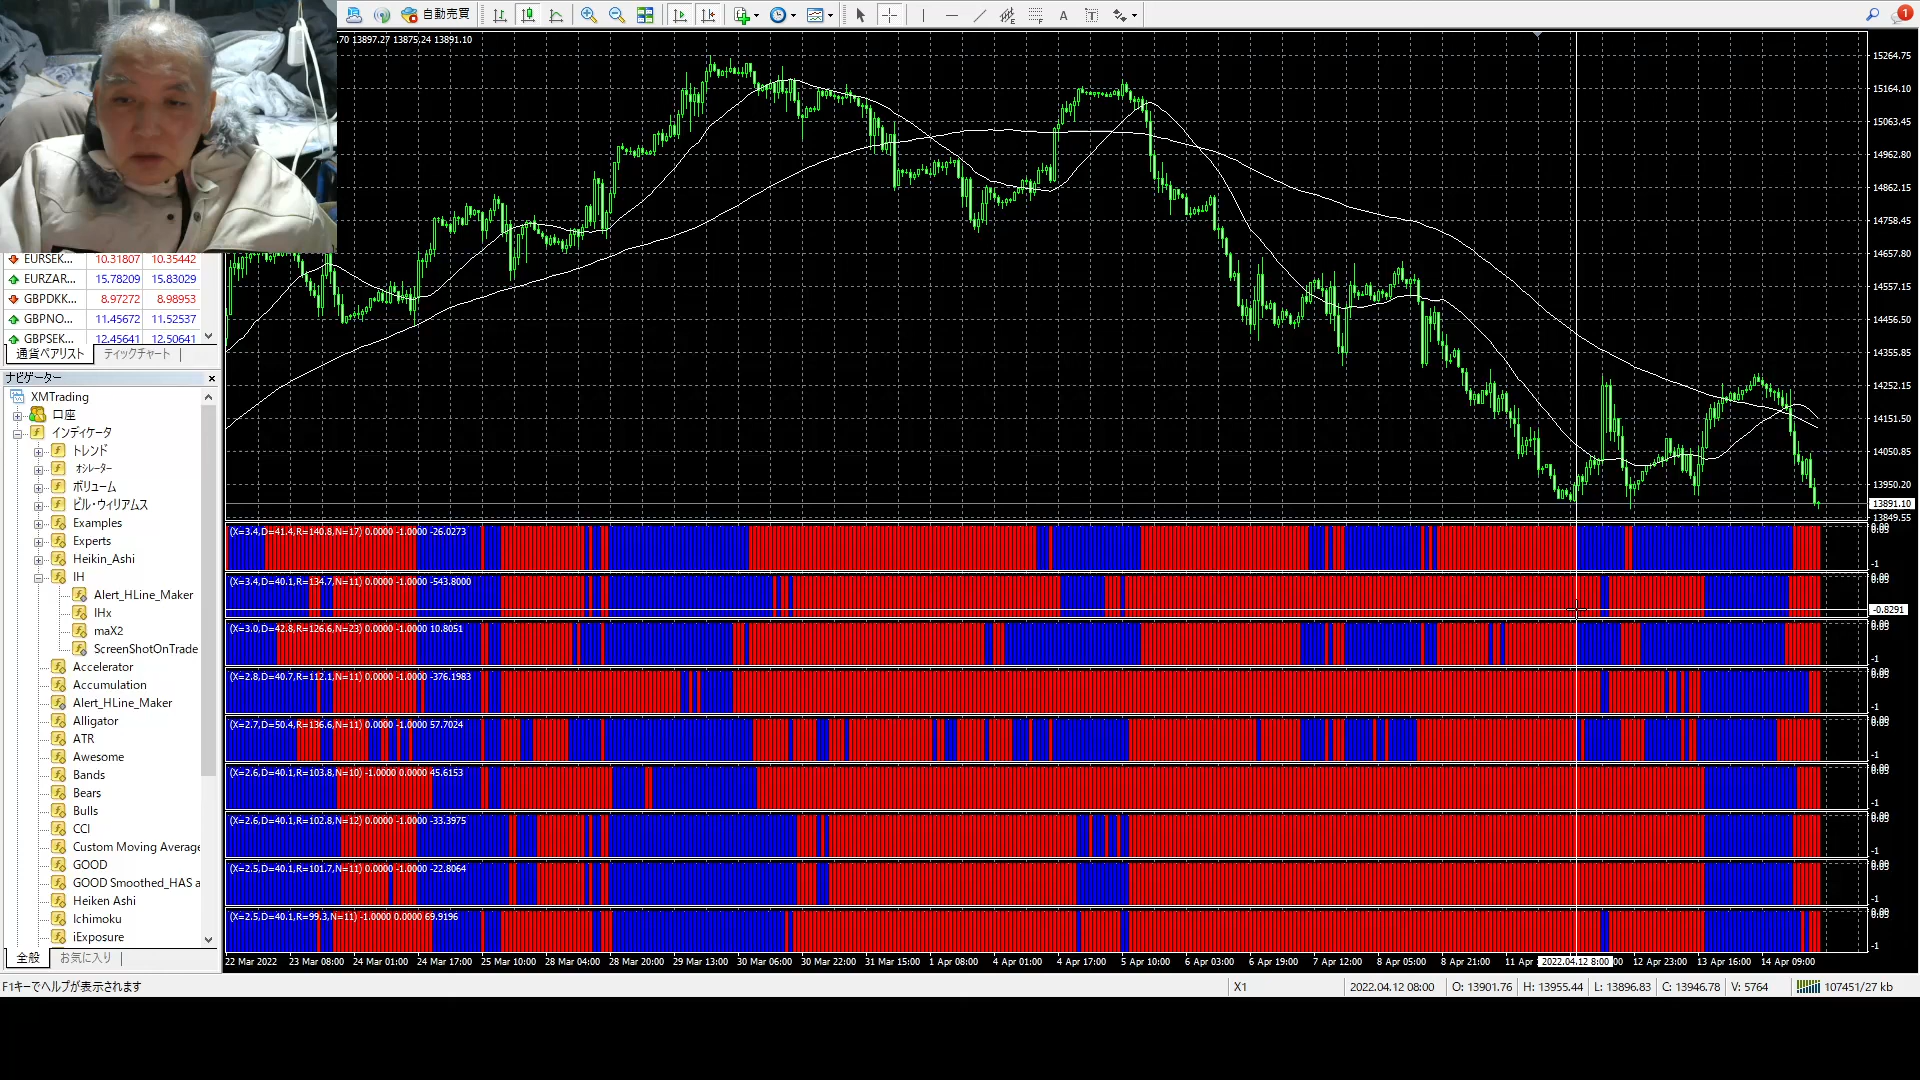 自動売買
.70 13897.27 13875.24 13891.10
15264.75
15164.10
15063.45
14962.80
14862.15
14758.45
14657.80
14557.15
14456.50
14355.85
14252.15
14151.50
14050.85
13950.20
13891.10
13849.55
EURSEK... 10.31807 10.35442
EURZAR... 15.78209 15.83029
GBPDKK... 8.97272 8.98953
GBPNO... 11.45672 11.52537
GBPSEK... 12.45641 12.50641
通貨ペアリスト ティックチャート
ナビゲーター
XMTrading
口座
インディケータ
トレンド
オシレーター
ボリューム
ビル・ウィリアムス
Examples
Experts
Heikin_Ashi
IH
Alert_HLine_Maker
IHx
maX2
ScreenShotOnTrade
Accelerator
Accumulation
Alert_HLine_Maker
Alligator
ATR
Awesome
Bands
Bears
Bulls
CCI
Custom Moving Average
GOOD
GOOD Smoothed_HAS a
Heiken Ashi
Ichimoku
iExposure
全般 お気に入り
(X=3.4,D=41.4,R=140.8,N=17) 0.0000 -1.0000 -26.0273
-1
(X=3.4,D=40.1,R=134.7,N=11) 0.0000 -1.0000 -543.8000
-0.8291
(X=3.0,D=42.8,R=126.6,N=23) 0.0000 -1.0000 10.8051
-1
(X=2.8,D=40.7,R=112.1,N=11) 0.0000 -1.0000 -376.1983
-1
(X=2.7,D=50.4,R=136.6,N=11) 0.0000 -1.0000 57.7024
-1
(X=2.6,D=40.1,R=103.8,N=10) -1.0000 0.0000 45.6153
-1
(X=2.6,D=40.1,R=102.8,N=12) 0.0000 -1.0000 -33.3975
-1
(X=2.5,D=40.1,R=101.7,N=11) 0.0000 -1.0000 -22.8064
-1
(X=2.5,D=40.1,R=99.3,N=11) -1.0000 0.0000 69.9196
-1
22 Mar 2022 23 Mar 08:00 24 Mar 01:00 24 Mar 17:00 25 Mar 10:00 28 Mar 04:00 28 Mar 20:00 29 Mar 13:00 30 Mar 06:00 30 Mar 22:00 31 Mar 15:00 1 Apr 08:00 4 Apr 01:00 4 Apr 17:00 5 Apr 10:00 6 Apr 03:00 6 Apr 19:00 7 Apr 12:00 8 Apr 05:00 8 Apr 21:00 11 Apr 2022.04.12 8:00 12 Apr 23:00 13 Apr 16:00 14 Apr 09:00
F1キーでヘルプが表示されます X1 2022.04.12 08:00 O: 13901.76 H: 13955.44 L: 13896.83 C: 13946.78 V: 5764 107451/27 kb